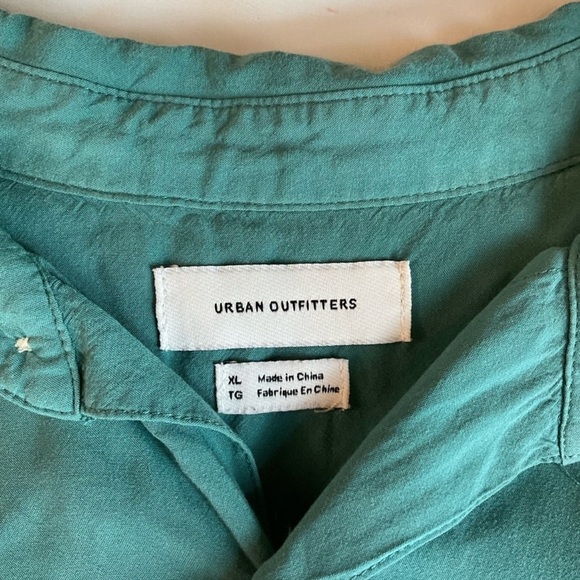 URBAN OUTFITTERS
XL Made in China
TG Fabrique En Chine